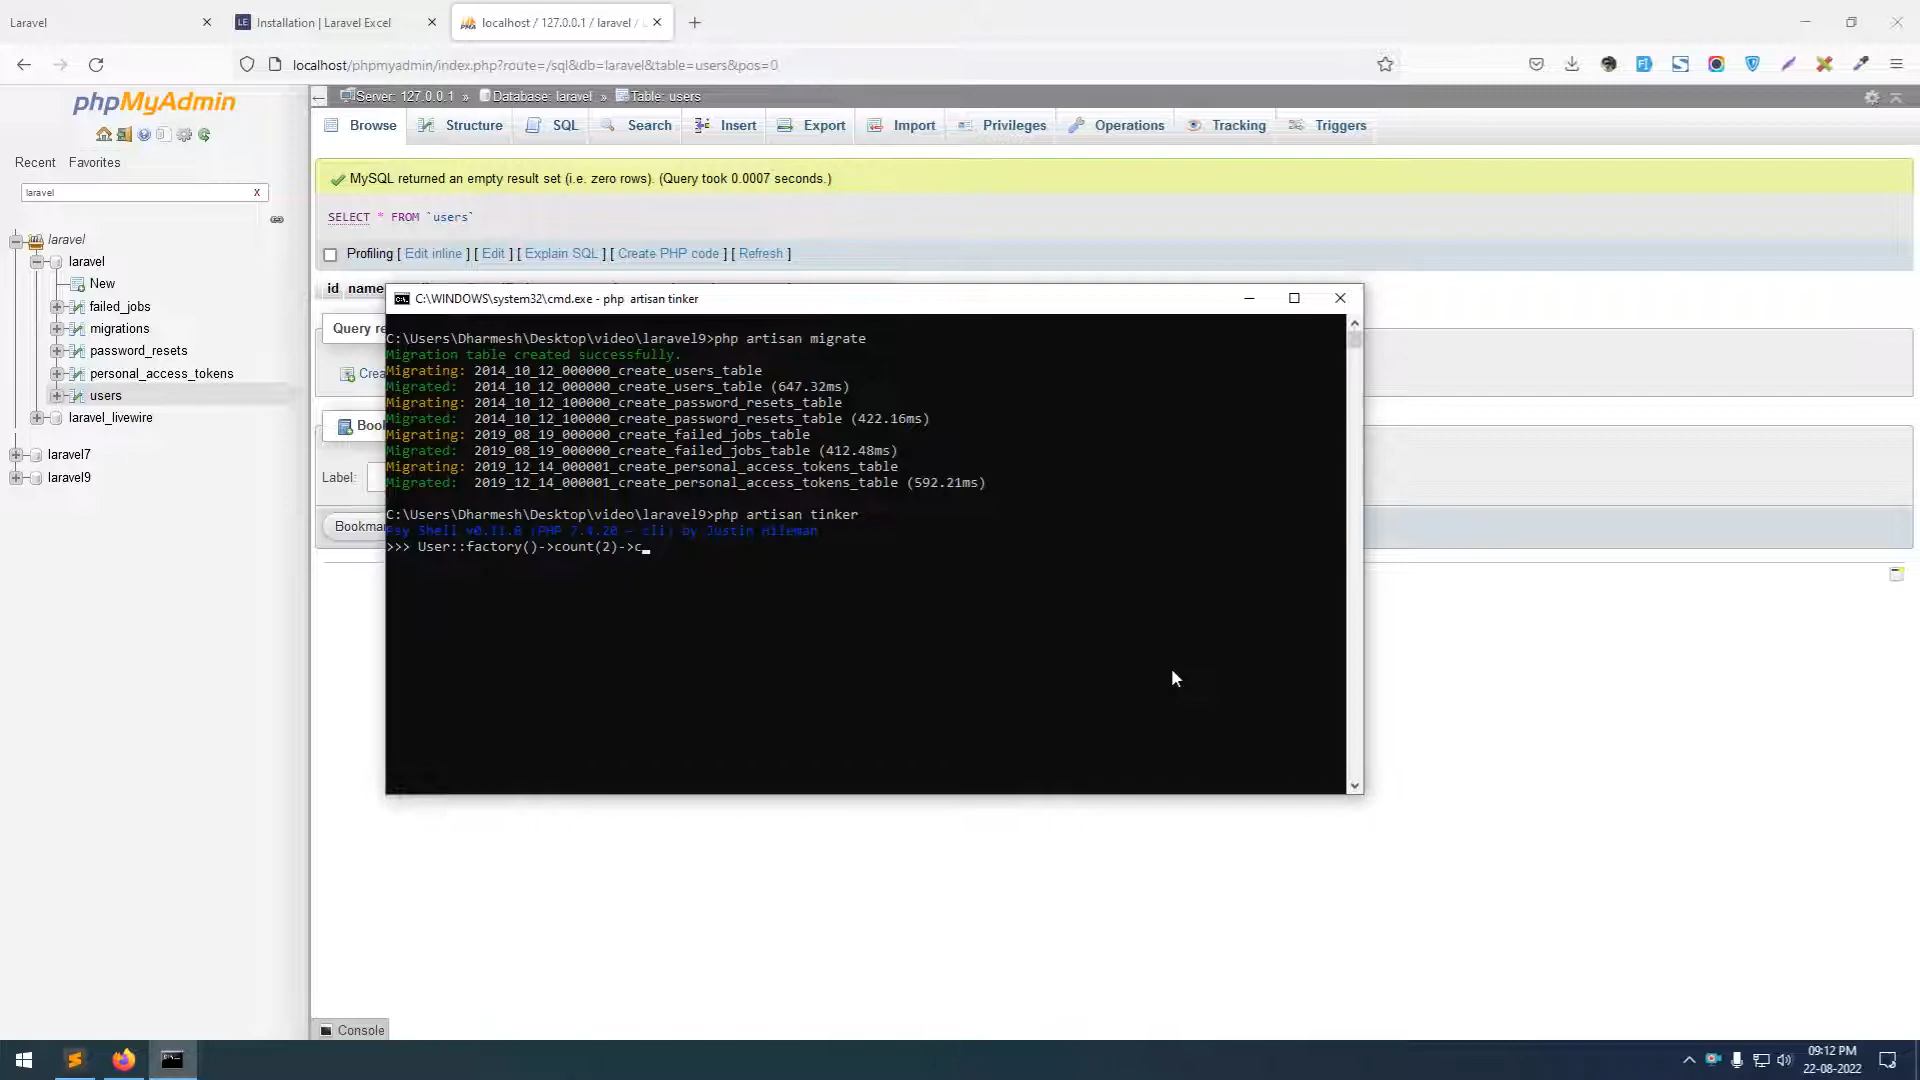 Laravel
LE Installation | Laravel Excel
localhost / 127.0.0.1 / laravel /
localhost/phpmyadmin/index.php?route=/sql&db=laravel&table=users&pos=0
phpMyAdmin
Recent Favorites
laravel X
laravel
laravel
New
failed_jobs
migrations
password_resets
personal_access_tokens
users
laravel_livewire
laravel7
laravel9
Server: 127.0.0.1 » Database: laravel » Table: users
Browse Structure SQL Search Insert Export Import Privileges Operations Tracking Triggers
MySQL returned an empty result set (i.e. zero rows). (Query took 0.0007 seconds.)
SELECT * FROM `users`
Profiling [ Edit inline ] [ Edit ] [ Explain SQL ] [ Create PHP code ] [ Refresh ]
id name
Query re
Crea
Boo
Label:
Bookma
C:\WINDOWS\system32\cmd.exe - php artisan tinker
C:\Users\Dharmesh\Desktop\video\laravel9>php artisan migrate
Migration table created successfully.
Migrating: 2014_10_12_000000_create_users_table
Migrated: 2014_10_12_000000_create_users_table (647.32ms)
Migrating: 2014_10_12_100000_create_password_resets_table
Migrated: 2014_10_12_100000_create_password_resets_table (422.16ms)
Migrating: 2019_08_19_000000_create_failed_jobs_table
Migrated: 2019_08_19_000000_create_failed_jobs_table (412.48ms)
Migrating: 2019_12_14_000001_create_personal_access_tokens_table
Migrated: 2019_12_14_000001_create_personal_access_tokens_table (592.21ms)
C:\Users\Dharmesh\Desktop\video\laravel9>php artisan tinker
Psy Shell v0.11.8 (PHP 7.4.20 — cli) by Justin Hileman
>>> User::factory()->count(2)->c_
Console
09:12 PM
22-08-2022